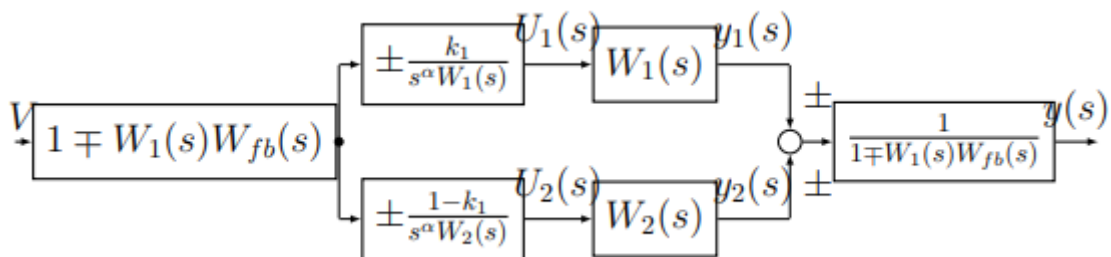 U₁(s) y₁(s)
± k₁ / s^α W₁(s)
W₁(s)
V
1 ∓ W₁(s)W_fb(s)
±
1 / 1∓W₁(s)W_fb(s)
y(s)
U₂(s) y₂(s) ±
± 1−k₁ / s^α W₂(s)
W₂(s)